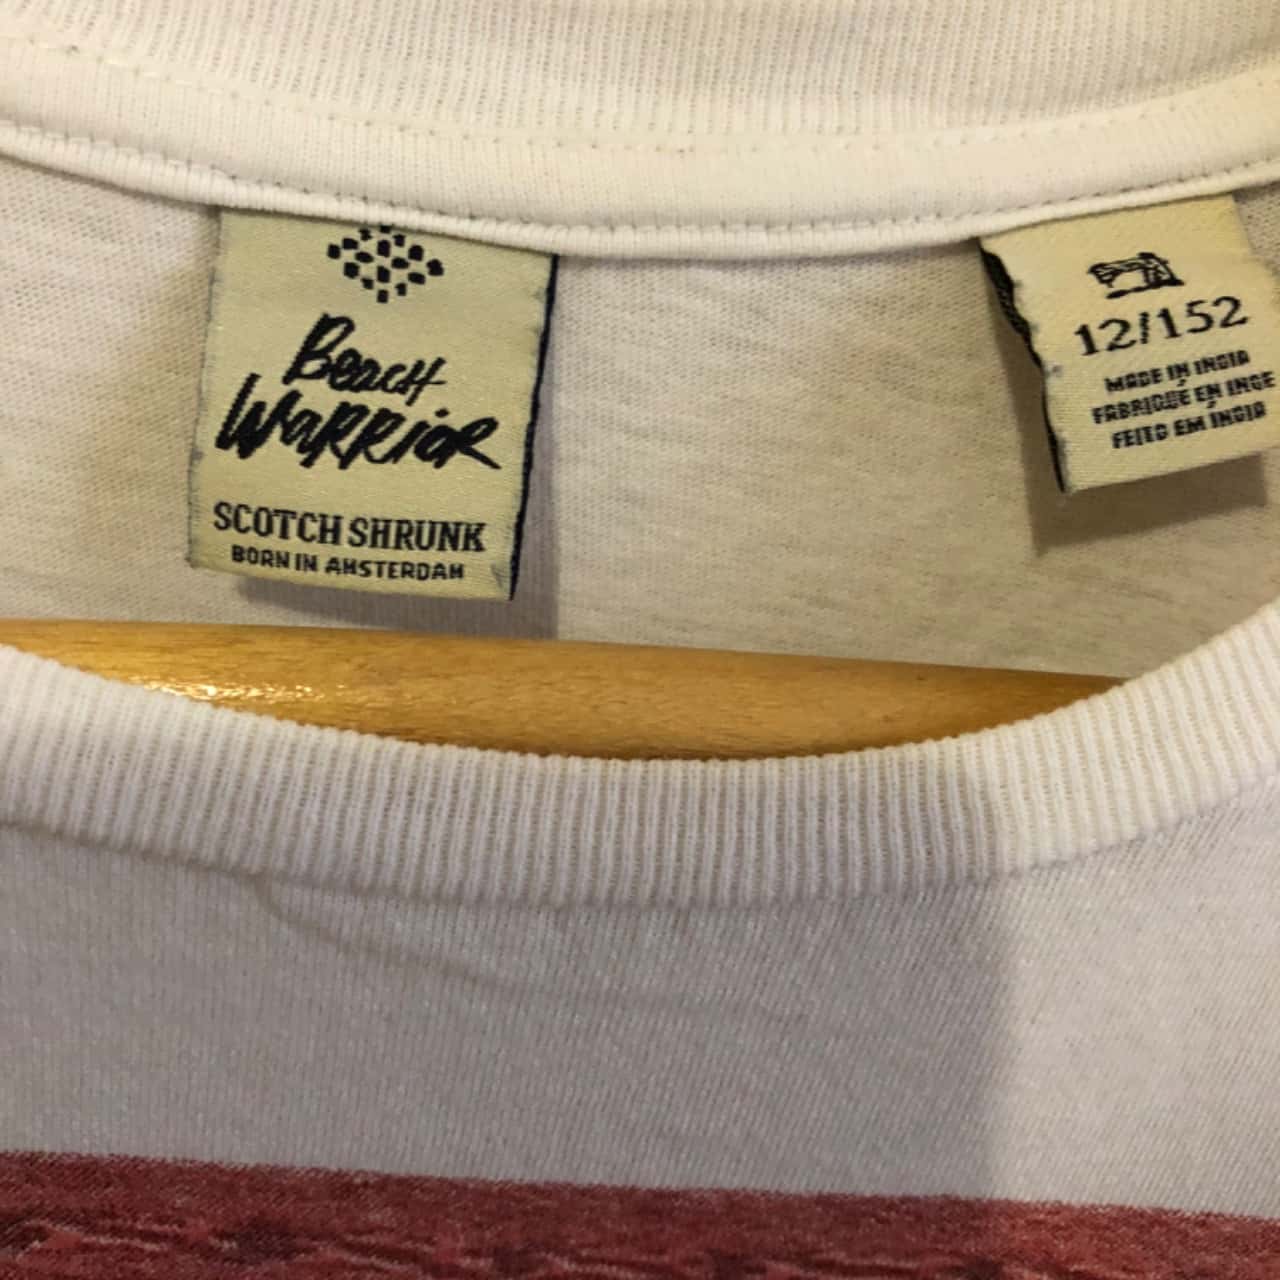 Beach
Warrior
SCOTCH SHRUNK
BORN IN AMSTERDAM
12/152
MADE IN INDIA
FABRIQUÉ EN INDE
FEITO EM ÍNDIA